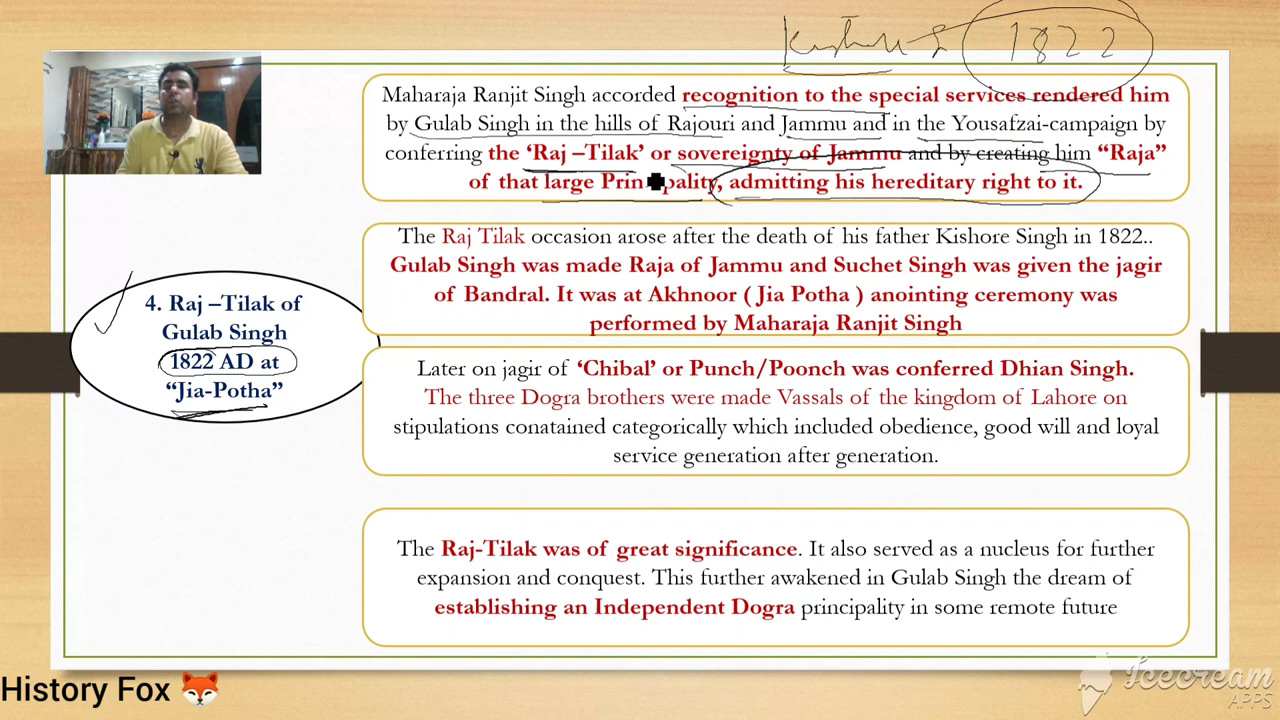 Kishore S 1822
Maharaja Ranjit Singh accorded recognition to the special services rendered him
by Gulab Singh in the hills of Rajouri and Jammu and in the Yousafzai-campaign by
conferring the ‘Raj –Tilak’ or sovereignty of Jammu and by creating him “Raja”
of that large Principality, admitting his hereditary right to it.
The Raj Tilak occasion arose after the death of his father Kishore Singh in 1822..
Gulab Singh was made Raja of Jammu and Suchet Singh was given the jagir
of Bandral. It was at Akhnoor ( Jia Potha ) anointing ceremony was
performed by Maharaja Ranjit Singh
4. Raj –Tilak of
Gulab Singh
1822 AD at
“Jia-Potha”
Later on jagir of ‘Chibal’ or Punch/Poonch was conferred Dhian Singh.
The three Dogra brothers were made Vassals of the kingdom of Lahore on
stipulations conatained categorically which included obedience, good will and loyal
service generation after generation.
The Raj-Tilak was of great significance. It also served as a nucleus for further
expansion and conquest. This further awakened in Gulab Singh the dream of
establishing an Independent Dogra principality in some remote future
History Fox
Icecream
APPS